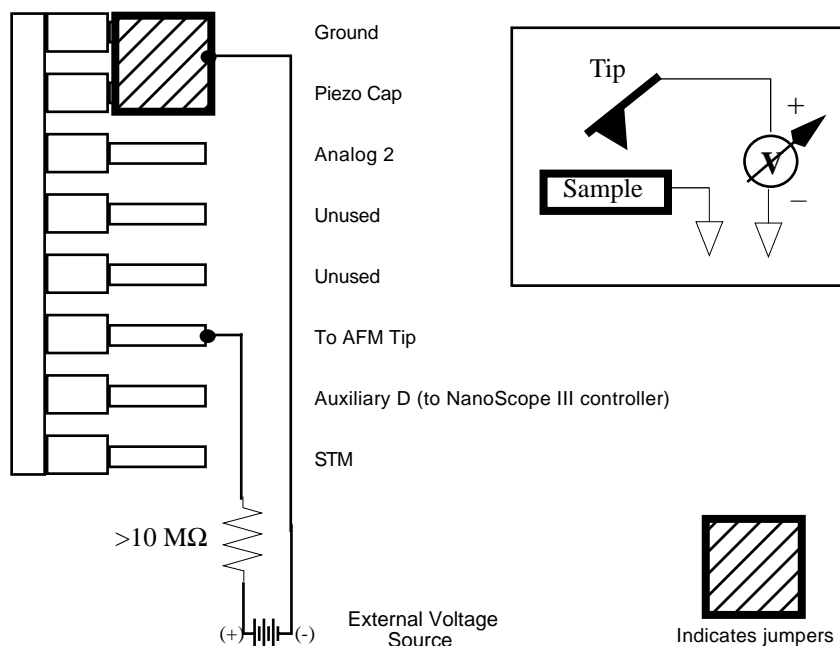 Ground
Piezo Cap
Analog 2
Unused
Unused
To AFM Tip
Auxiliary D (to NanoScope III controller)
STM
>10 MΩ
(+)
(-)
External Voltage
Source
Tip
+
V
–
Sample
Indicates jumpers